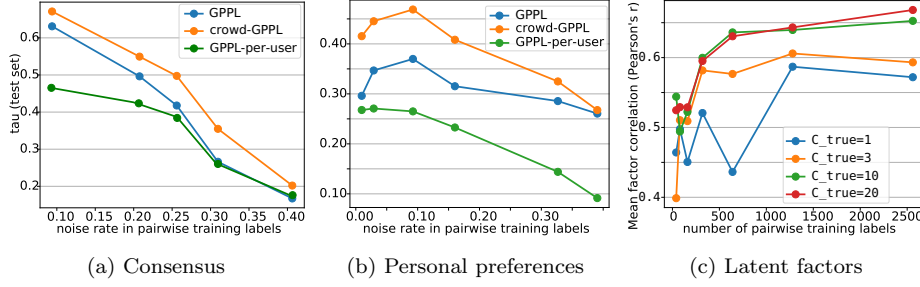 tau (test set)
0.6
0.5
0.4
0.3
0.2
GPPL
crowd-GPPL
GPPL-per-user
0.10 0.15 0.20 0.25 0.30 0.35 0.40
noise rate in pairwise training labels
(a) Consensus
0.40
0.30
0.20
0.10
GPPL
crowd-GPPL
GPPL-per-user
0.00 0.10 0.30
noise rate in pairwise training labels
(b) Personal preferences
Mean factor correlation (Pearson's r)
0.6
0.5
0.4
C_true=1
C_true=3
C_true=10
C_true=20
0 500 1000 1500 2000 2500
number of pairwise training labels
(c) Latent factors